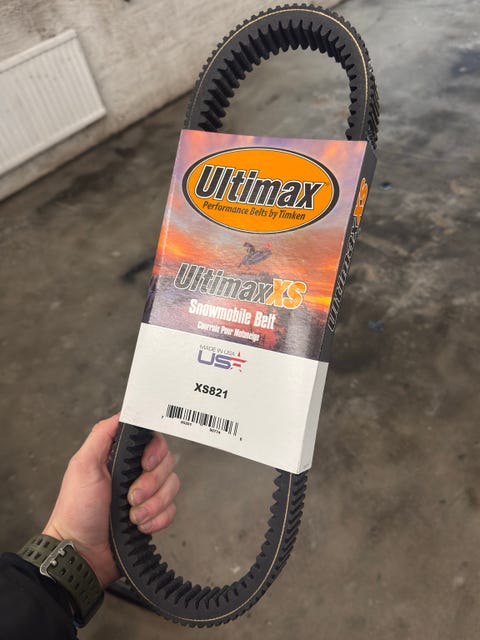 Ultimax
Performance Belts by Timken
UltimaxXS
Snowmobile Belt
Courroie Pour Motoneige
MADE IN USA
USA
XS821